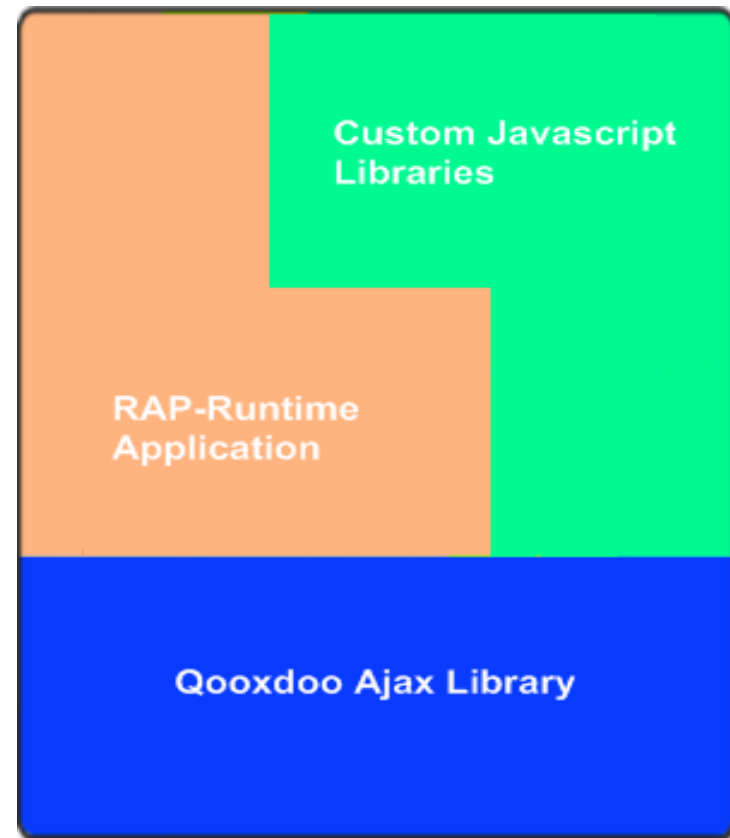 Custom Javascript
Libraries
RAP-Runtime
Application
Qooxdoo Ajax Library